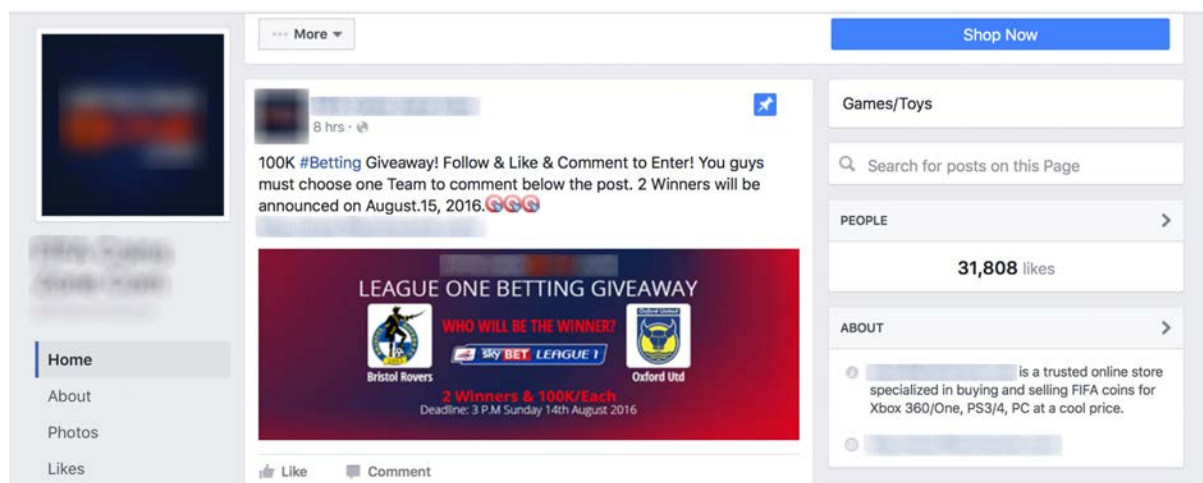 More
Shop Now
8 hrs
100K #Betting Giveaway! Follow & Like & Comment to Enter! You guys
must choose one Team to comment below the post. 2 Winners will be
announced on August.15, 2016.
LEAGUE ONE BETTING GIVEAWAY
WHO WILL BE THE WINNER?
sky BET LEAGUE 1
Oxford United
Bristol Rovers
Oxford Utd
2 Winners & 100K/Each
Deadline: 3 P.M Sunday 14th August 2016
Like
Comment
Home
About
Photos
Likes
Games/Toys
Search for posts on this Page
PEOPLE
31,808 likes
ABOUT
is a trusted online store
specialized in buying and selling FIFA coins for
Xbox 360/One, PS3/4, PC at a cool price.